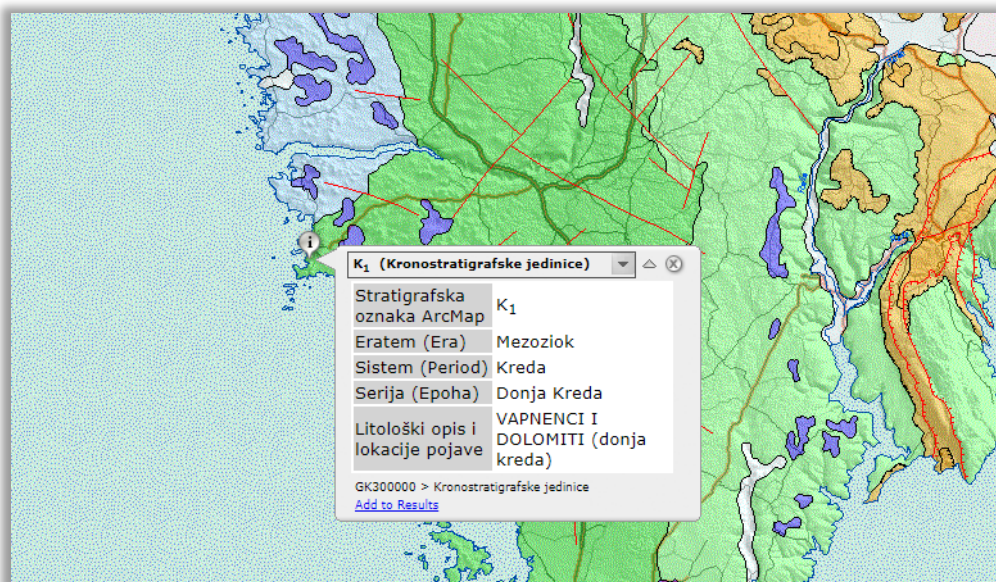 i
K₁ (Kronostratigrafske jedinice)
Stratigrafska
oznaka ArcMap
K₁
Eratem (Era) Mezoziok
Sistem (Period) Kreda
Serija (Epoha) Donja Kreda
Litološki opis i
lokacije pojave
VAPNENCI I
DOLOMITI (donja
kreda)
GK300000 > Kronostratigrafske jedinice
Add to Results